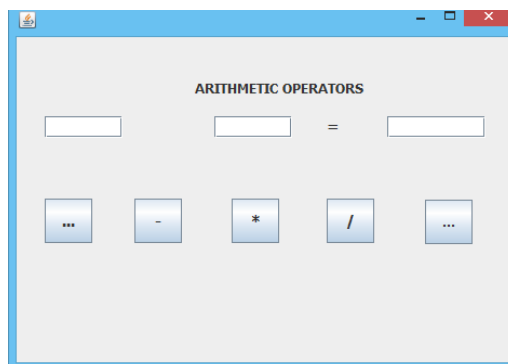 ARITHMETIC OPERATORS
=
... - * / ...